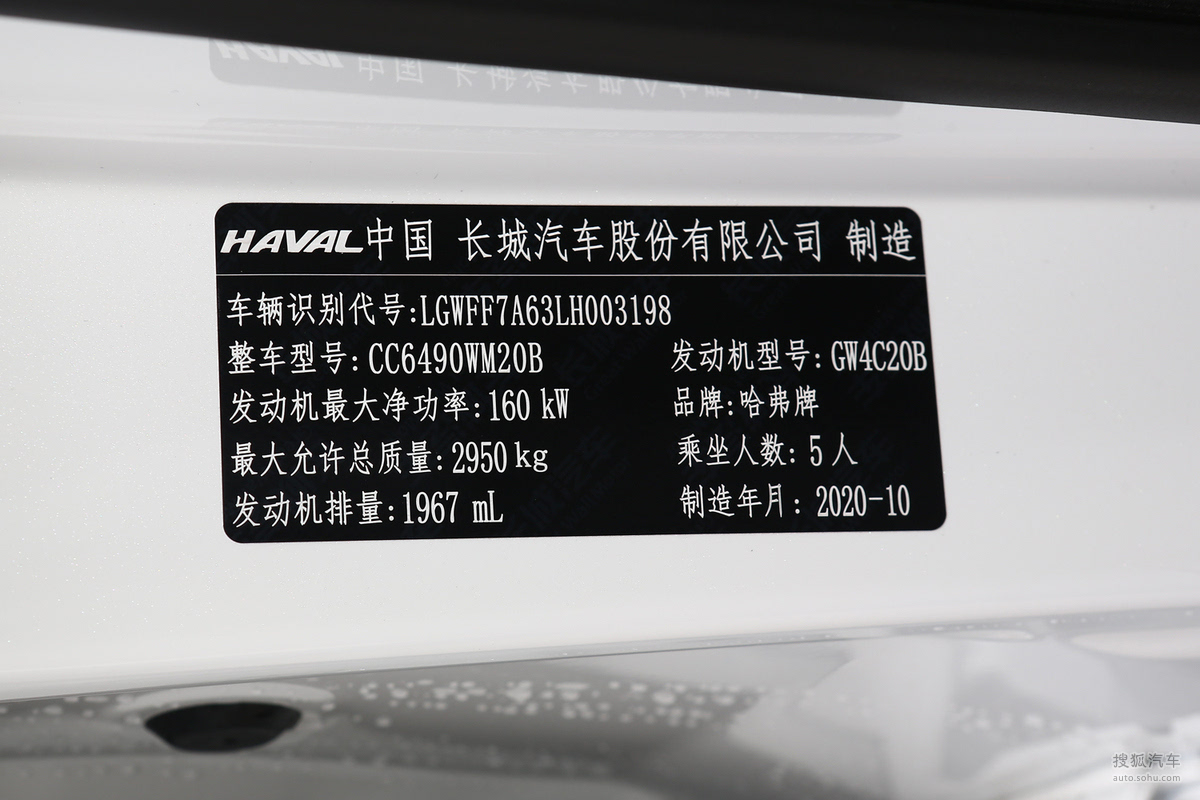 HAVAL中国 长城汽车股份有限公司 制造
车辆识别代号:LGWFF7A63LH003198
整车型号:CC6490WM20B 发动机型号:GW4C20B
发动机最大净功率:160 kW 品牌:哈弗牌
最大允许总质量:2950 kg 乘坐人数:5人
发动机排量:1967 mL 制造年月:2020-10
搜狐汽车
auto.sohu.com